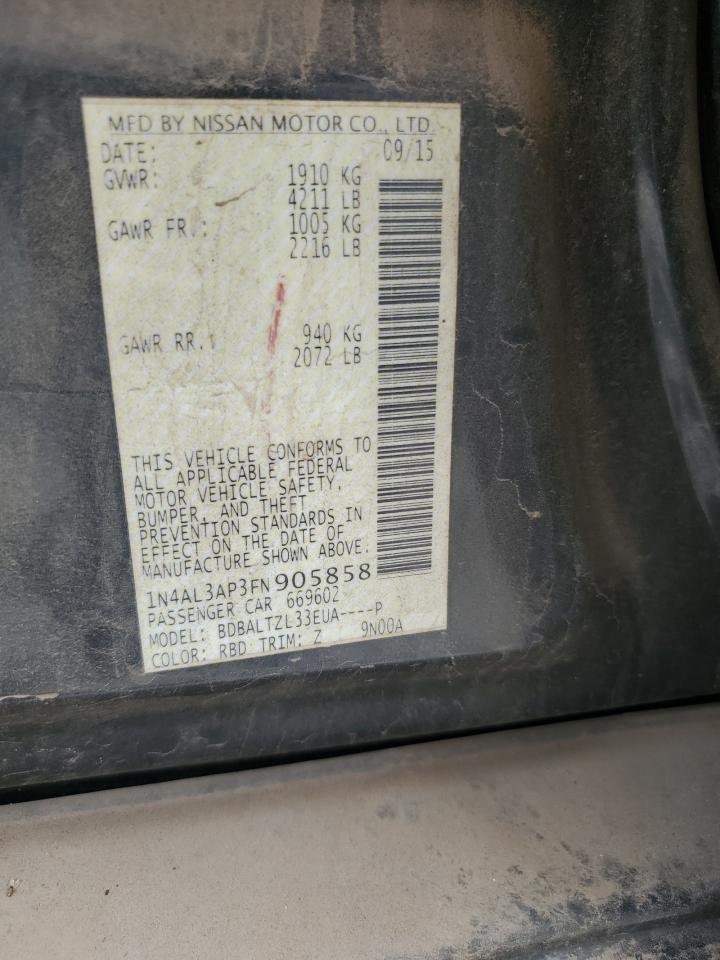 MFD BY NISSAN MOTOR CO., LTD.
DATE: 09/15
GVWR: 1910 KG
4211 LB
GAWR FR.: 1005 KG
2216 LB
GAWR RR. 940 KG
2072 LB
THIS VEHICLE CONFORMS TO
ALL APPLICABLE FEDERAL
MOTOR VEHICLE SAFETY,
BUMPER, AND THEFT
PREVENTION STANDARDS IN
EFFECT ON THE DATE OF
MANUFACTURE SHOWN ABOVE.
1N4AL3AP3FN905858
PASSENGER CAR 669602
MODEL: BDBALTZL33EUA----P
COLOR: RBD TRIM: Z 9N00A